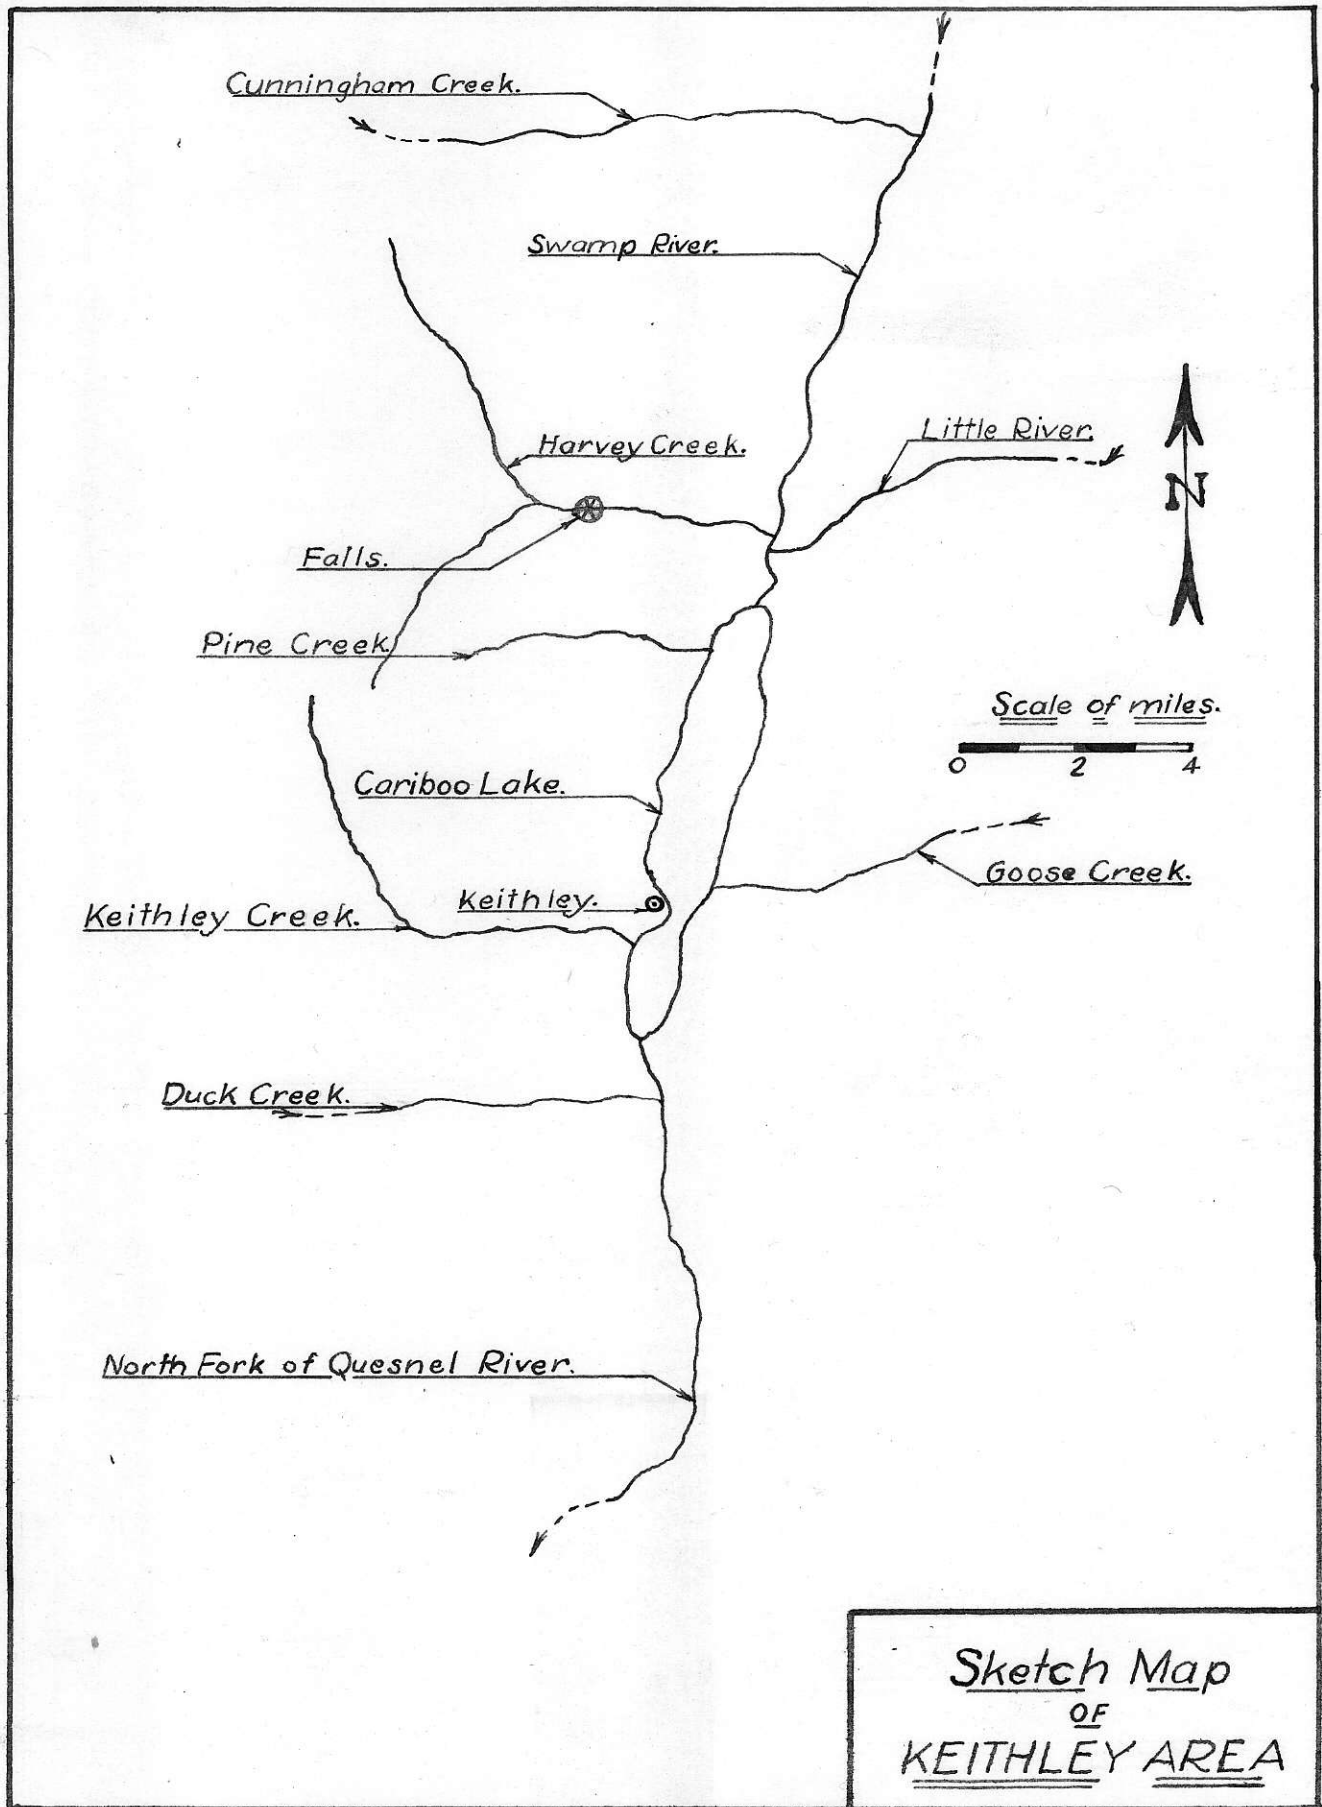 Cunningham Creek.
Swamp River.
Little River.
Harvey Creek.
N
Falls.
Pine Creek.
Scale of miles.
0 2 4
Cariboo Lake.
Goose Creek.
Keithley.
Keithley Creek.
Duck Creek.
North Fork of Quesnel River.
Sketch Map
OF
KEITHLEY AREA